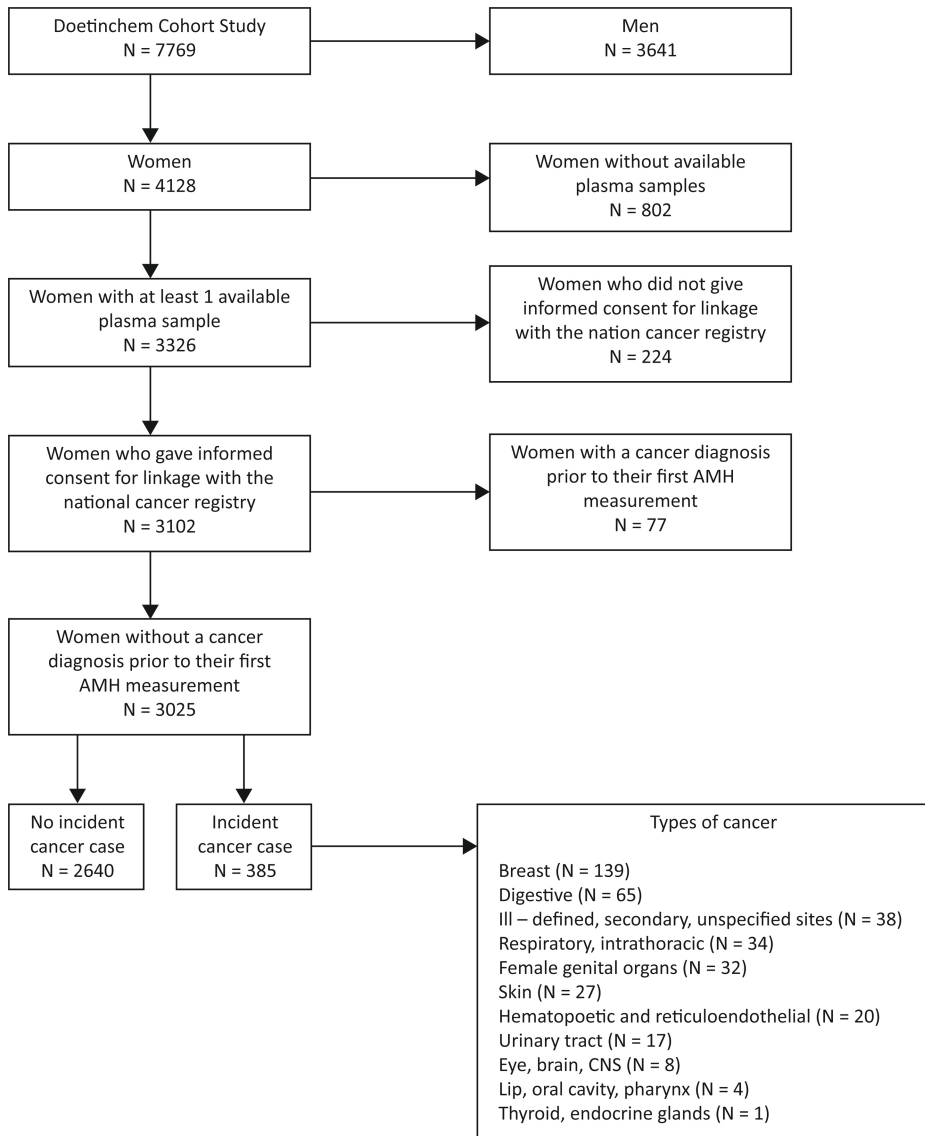 Doetinchem Cohort Study
N = 7769
Men
N = 3641
Women
N = 4128
Women without available
plasma samples
N = 802
Women with at least 1 available
plasma sample
N = 3326
Women who did not give
informed consent for linkage
with the nation cancer registry
N = 224
Women who gave informed
consent for linkage with the
national cancer registry
N = 3102
Women with a cancer diagnosis
prior to their first AMH
measurement
N = 77
Women without a cancer
diagnosis prior to their first
AMH measurement
N = 3025
No incident
cancer case
N = 2640
Incident
cancer case
N = 385
Types of cancer
Breast (N = 139)
Digestive (N = 65)
Ill – defined, secondary, unspecified sites (N = 38)
Respiratory, intrathoracic (N = 34)
Female genital organs (N = 32)
Skin (N = 27)
Hematopoetic and reticuloendothelial (N = 20)
Urinary tract (N = 17)
Eye, brain, CNS (N = 8)
Lip, oral cavity, pharynx (N = 4)
Thyroid, endocrine glands (N = 1)